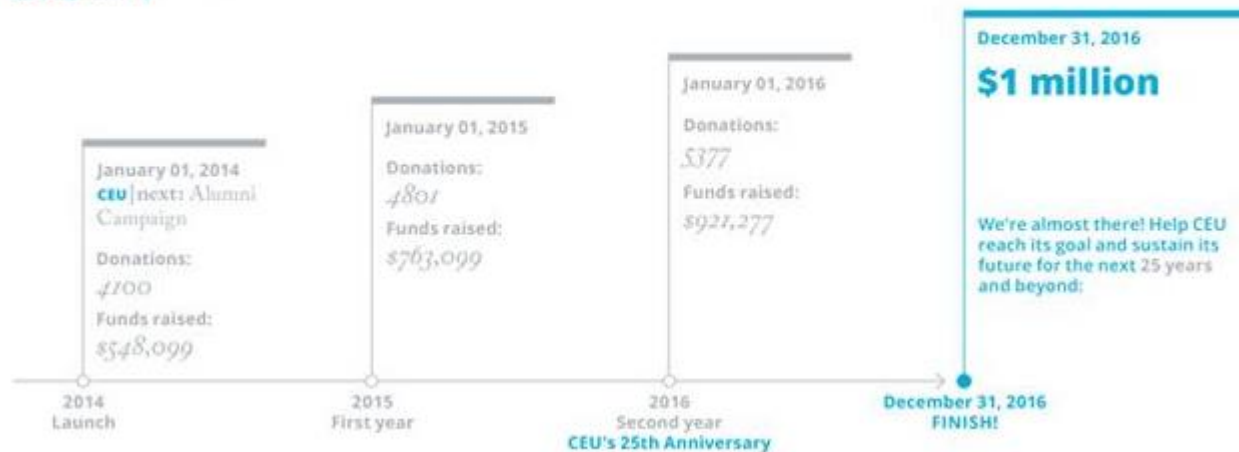 January 01, 2014
CEU|next: Alumni
Campaign
Donations:
4100
Funds raised:
$548,099
January 01, 2015
Donations:
4801
Funds raised:
$763,099
January 01, 2016
Donations:
5377
Funds raised:
$921,277
December 31, 2016
$1 million
We're almost there! Help CEU
reach its goal and sustain its
future for the next 25 years
and beyond:
2014
Launch
2015
First year
2016
Second year
CEU's 25th Anniversary
December 31, 2016
FINISH!